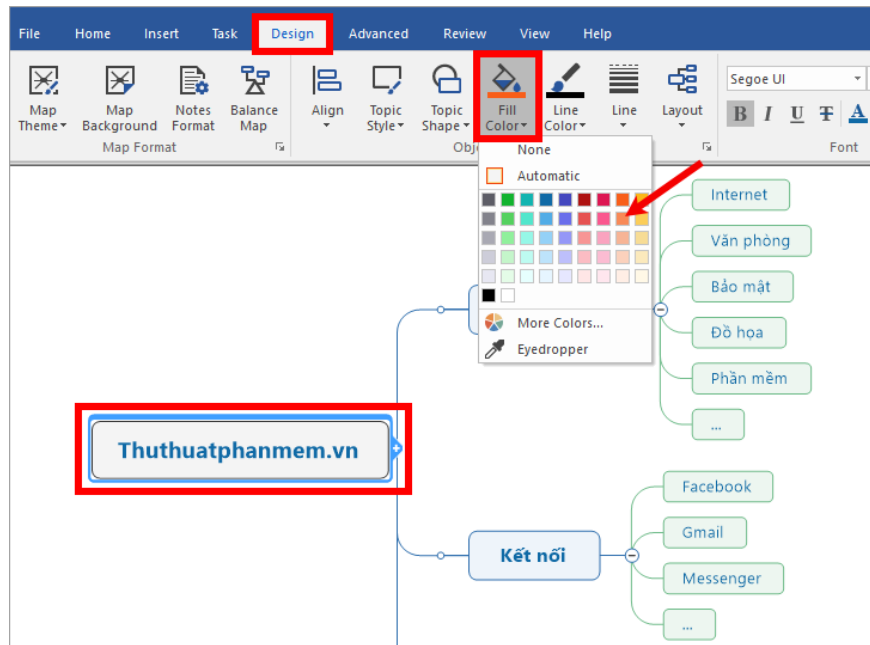 File Home Insert Task Design Advanced Review View Help
Map Theme
Map Background
Notes Format
Balance Map
Align
Topic Style
Topic Shape
Fill Color
Line Color
Line
Layout
Segoe UI
B I U T A
Map Format
Obj
Font
None
Automatic
More Colors...
Eyedropper
Internet
Văn phòng
Bảo mật
Đồ họa
Phần mềm
...
Thuthuatphanmem.vn
Kết nối
Facebook
Gmail
Messenger
...